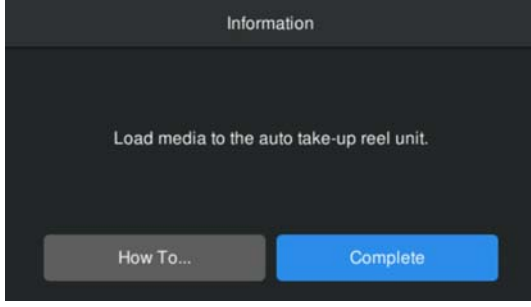 Information
Load media to the auto take-up reel unit.
How To...
Complete